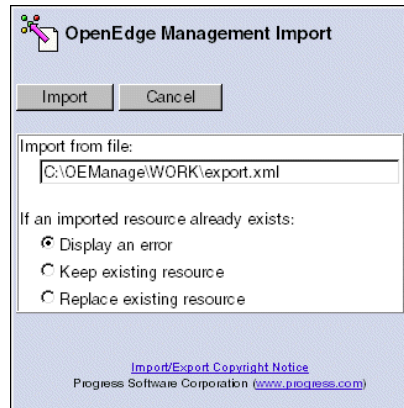 OpenEdge Management Import
Import Cancel
Import from file:
C:\OEManage\WORK\export.xml
If an imported resource already exists:
Display an error
Keep existing resource
Replace existing resource
Import/Export Copyright Notice
Progress Software Corporation (www.progress.com)